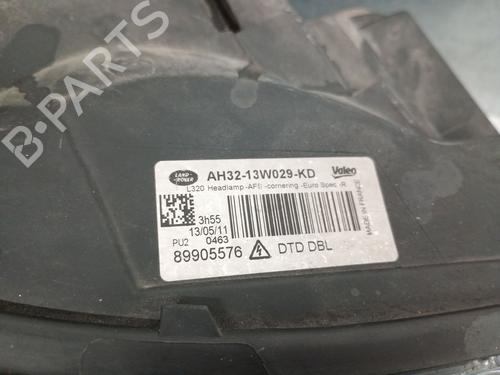 B-PARTS
LAND-
ROVER
AH32-13W029-KD
Valeo
L320 Headlamp -AFS -cornering -Euro Spec -R
3h55
13/05/11
PU2 0463
89905576 DTD DBL
MADE IN FRANCE